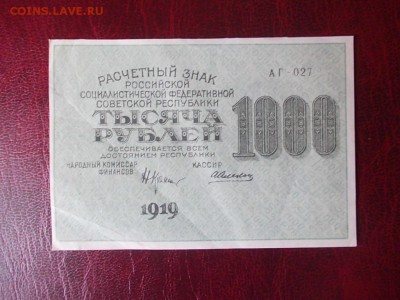 COINS.LAVE.RU
РАСЧЕТНЫЙ ЗНАК
РОССИЙСКОЙ
СОЦИАЛИСТИЧЕСКОЙ ФЕДЕРАТИВНОЙ
СОВЕТСКОЙ РЕСПУБЛИКИ
ТЫСЯЧА
РУБЛЕЙ
ОБЕСПЕЧИВАЕТСЯ ВСЕМ
ДОСТОЯНИЕМ РЕСПУБЛИКИ
НАРОДНЫЙ КОМИССАР
ФИНАНСОВ
КАССИР
1919
АГ-027
1000